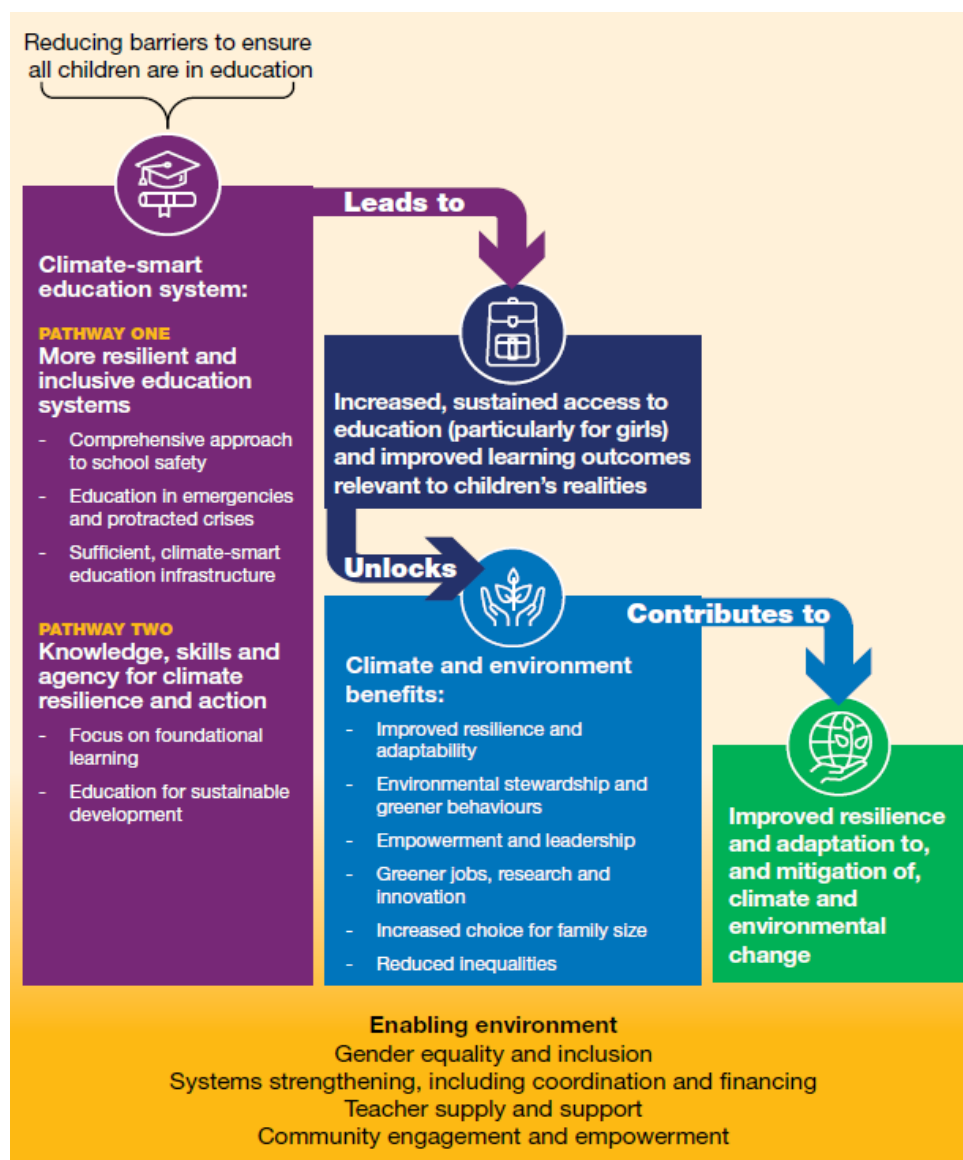 Reducing barriers to ensure
all children are in education
Climate-smart
education system:
PATHWAY ONE
More resilient and
inclusive education
systems
- Comprehensive approach
to school safety
- Education in emergencies
and protracted crises
- Sufficient, climate-smart
education infrastructure
PATHWAY TWO
Knowledge, skills and
agency for climate
resilience and action
- Focus on foundational
learning
- Education for sustainable
development
Leads to
Increased, sustained access to
education (particularly for girls)
and improved learning outcomes
relevant to children’s realities
Unlocks
Climate and environment
benefits:
- Improved resilience and
adaptability
- Environmental stewardship and
greener behaviours
- Empowerment and leadership
- Greener jobs, research and
innovation
- Increased choice for family size
- Reduced inequalities
Contributes to
Improved resilience
and adaptation to,
and mitigation of,
climate and
environmental
change
Enabling environment
Gender equality and inclusion
Systems strengthening, including coordination and financing
Teacher supply and support
Community engagement and empowerment